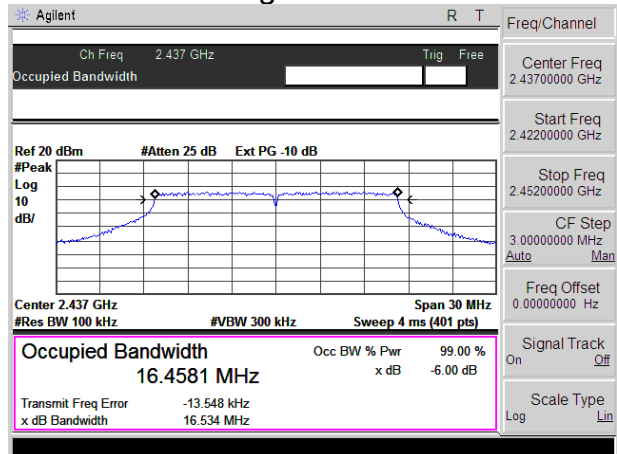 Agilent R T
Freq/Channel
Ch Freq 2.437 GHz Trig Free
Occupied Bandwidth
Center Freq
2.43700000 GHz
Start Freq
2.42200000 GHz
Ref 20 dBm #Atten 25 dB Ext PG -10 dB
#Peak
Log
10
dB/
Stop Freq
2.45200000 GHz
CF Step
3.00000000 MHz
Auto Man
Freq Offset
0.00000000 Hz
Center 2.437 GHz Span 30 MHz
#Res BW 100 kHz #VBW 300 kHz Sweep 4 ms (401 pts)
Occupied Bandwidth Occ BW % Pwr 99.00 %
16.4581 MHz x dB -6.00 dB
Transmit Freq Error -13.548 kHz
x dB Bandwidth 16.534 MHz
Signal Track
On Off
Scale Type
Log Lin